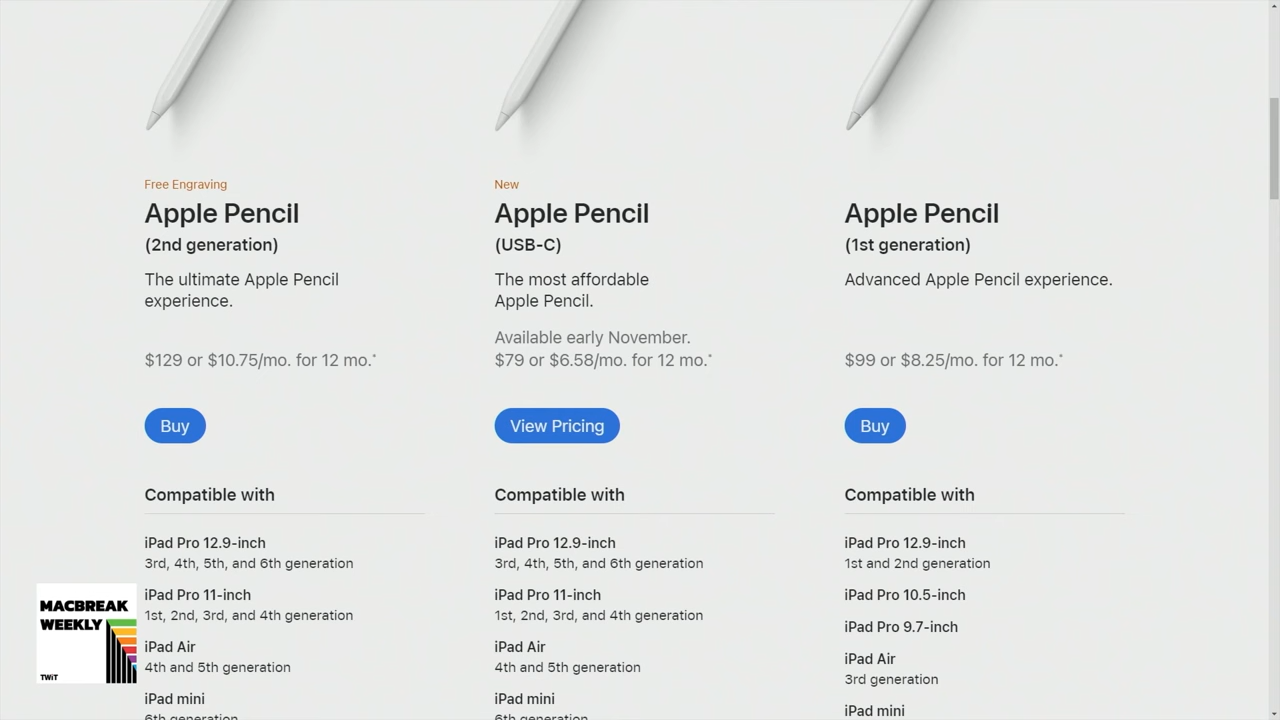 Free Engraving
Apple Pencil
(2nd generation)
The ultimate Apple Pencil
experience.
$129 or $10.75/mo. for 12 mo.*
Buy
Compatible with
iPad Pro 12.9-inch
3rd, 4th, 5th, and 6th generation
iPad Pro 11-inch
1st, 2nd, 3rd, and 4th generation
iPad Air
4th and 5th generation
iPad mini
6th generation
New
Apple Pencil
(USB-C)
The most affordable
Apple Pencil.
Available early November.
$79 or $6.58/mo. for 12 mo.*
View Pricing
Compatible with
iPad Pro 12.9-inch
3rd, 4th, 5th, and 6th generation
iPad Pro 11-inch
1st, 2nd, 3rd, and 4th generation
iPad Air
4th and 5th generation
iPad mini
6th generation
Apple Pencil
(1st generation)
Advanced Apple Pencil experience.
$99 or $8.25/mo. for 12 mo.*
Buy
Compatible with
iPad Pro 12.9-inch
1st and 2nd generation
iPad Pro 10.5-inch
iPad Pro 9.7-inch
iPad Air
3rd generation
iPad mini
MACBREAK
WEEKLY
TWiT